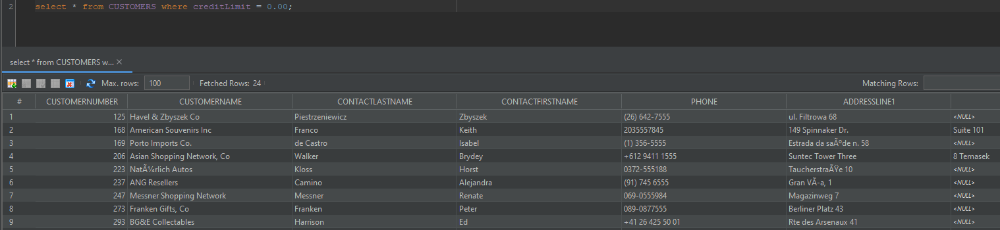 2 select * from CUSTOMERS where creditLimit = 0.00;
select * from CUSTOMERS w... ×
Max. rows: 100 Fetched Rows: 24 Matching Rows:
# CUSTOMERNUMBER CUSTOMERNAME CONTACTLASTNAME CONTACTFIRSTNAME PHONE ADDRESSLINE1
1 125 Havel & Zbyszek Co Piestrzeniewicz Zbyszek (26) 642-7555 ul. Filtrowa 68 <NULL>
2 168 American Souvenirs Inc Franco Keith 2035557845 149 Spinnaker Dr. Suite 101
3 169 Porto Imports Co. de Castro Isabel (1) 356-5555 Estrada da saÃºde n. 58 <NULL>
4 206 Asian Shopping Network, Co Walker Brydey +612 9411 1555 Suntec Tower Three 8 Temasek
5 223 NatÃ¼rlich Autos Kloss Horst 0372-555188 TaucherstraÃŸe 10 <NULL>
6 237 ANG Resellers Camino Alejandra (91) 745 6555 Gran VÃ-a, 1 <NULL>
7 247 Messner Shopping Network Messner Renate 069-0555984 Magazinweg 7 <NULL>
8 273 Franken Gifts, Co Franken Peter 089-0877555 Berliner Platz 43 <NULL>
9 293 BG&E Collectables Harrison Ed +41 26 425 50 01 Rte des Arsenaux 41 <NULL>